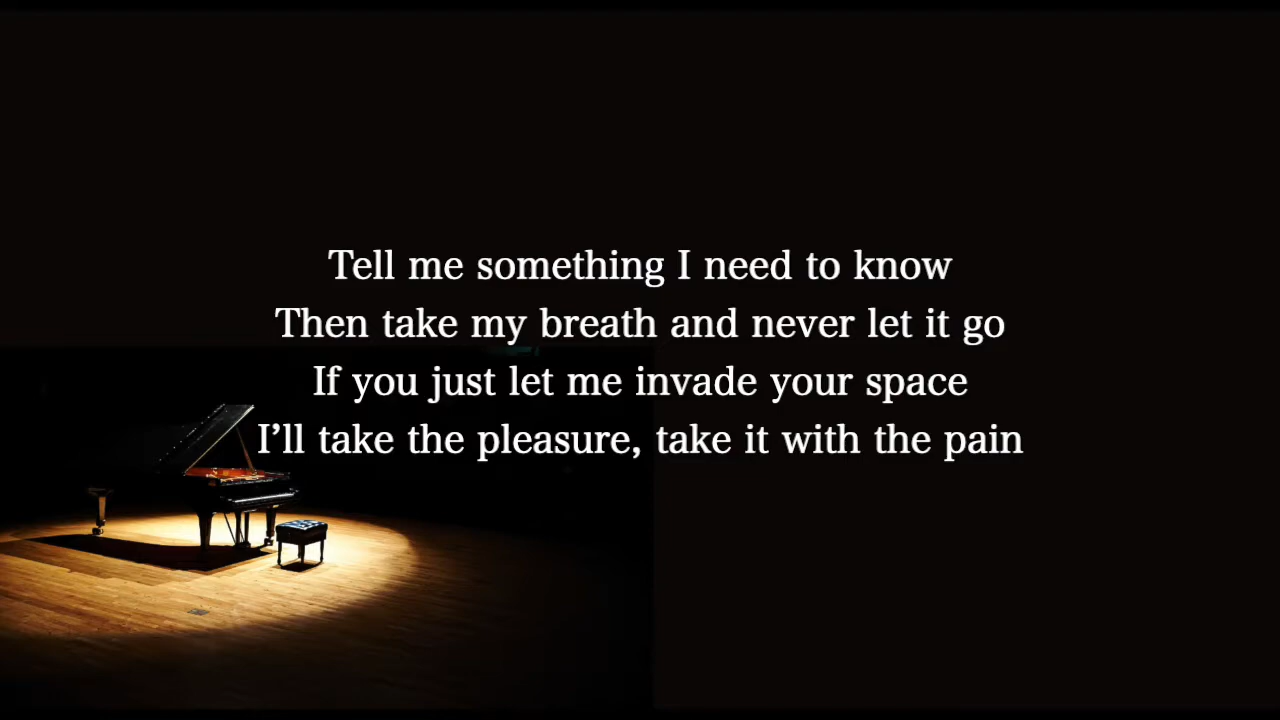 Tell me something I need to know
Then take my breath and never let it go
If you just let me invade your space
I’ll take the pleasure, take it with the pain